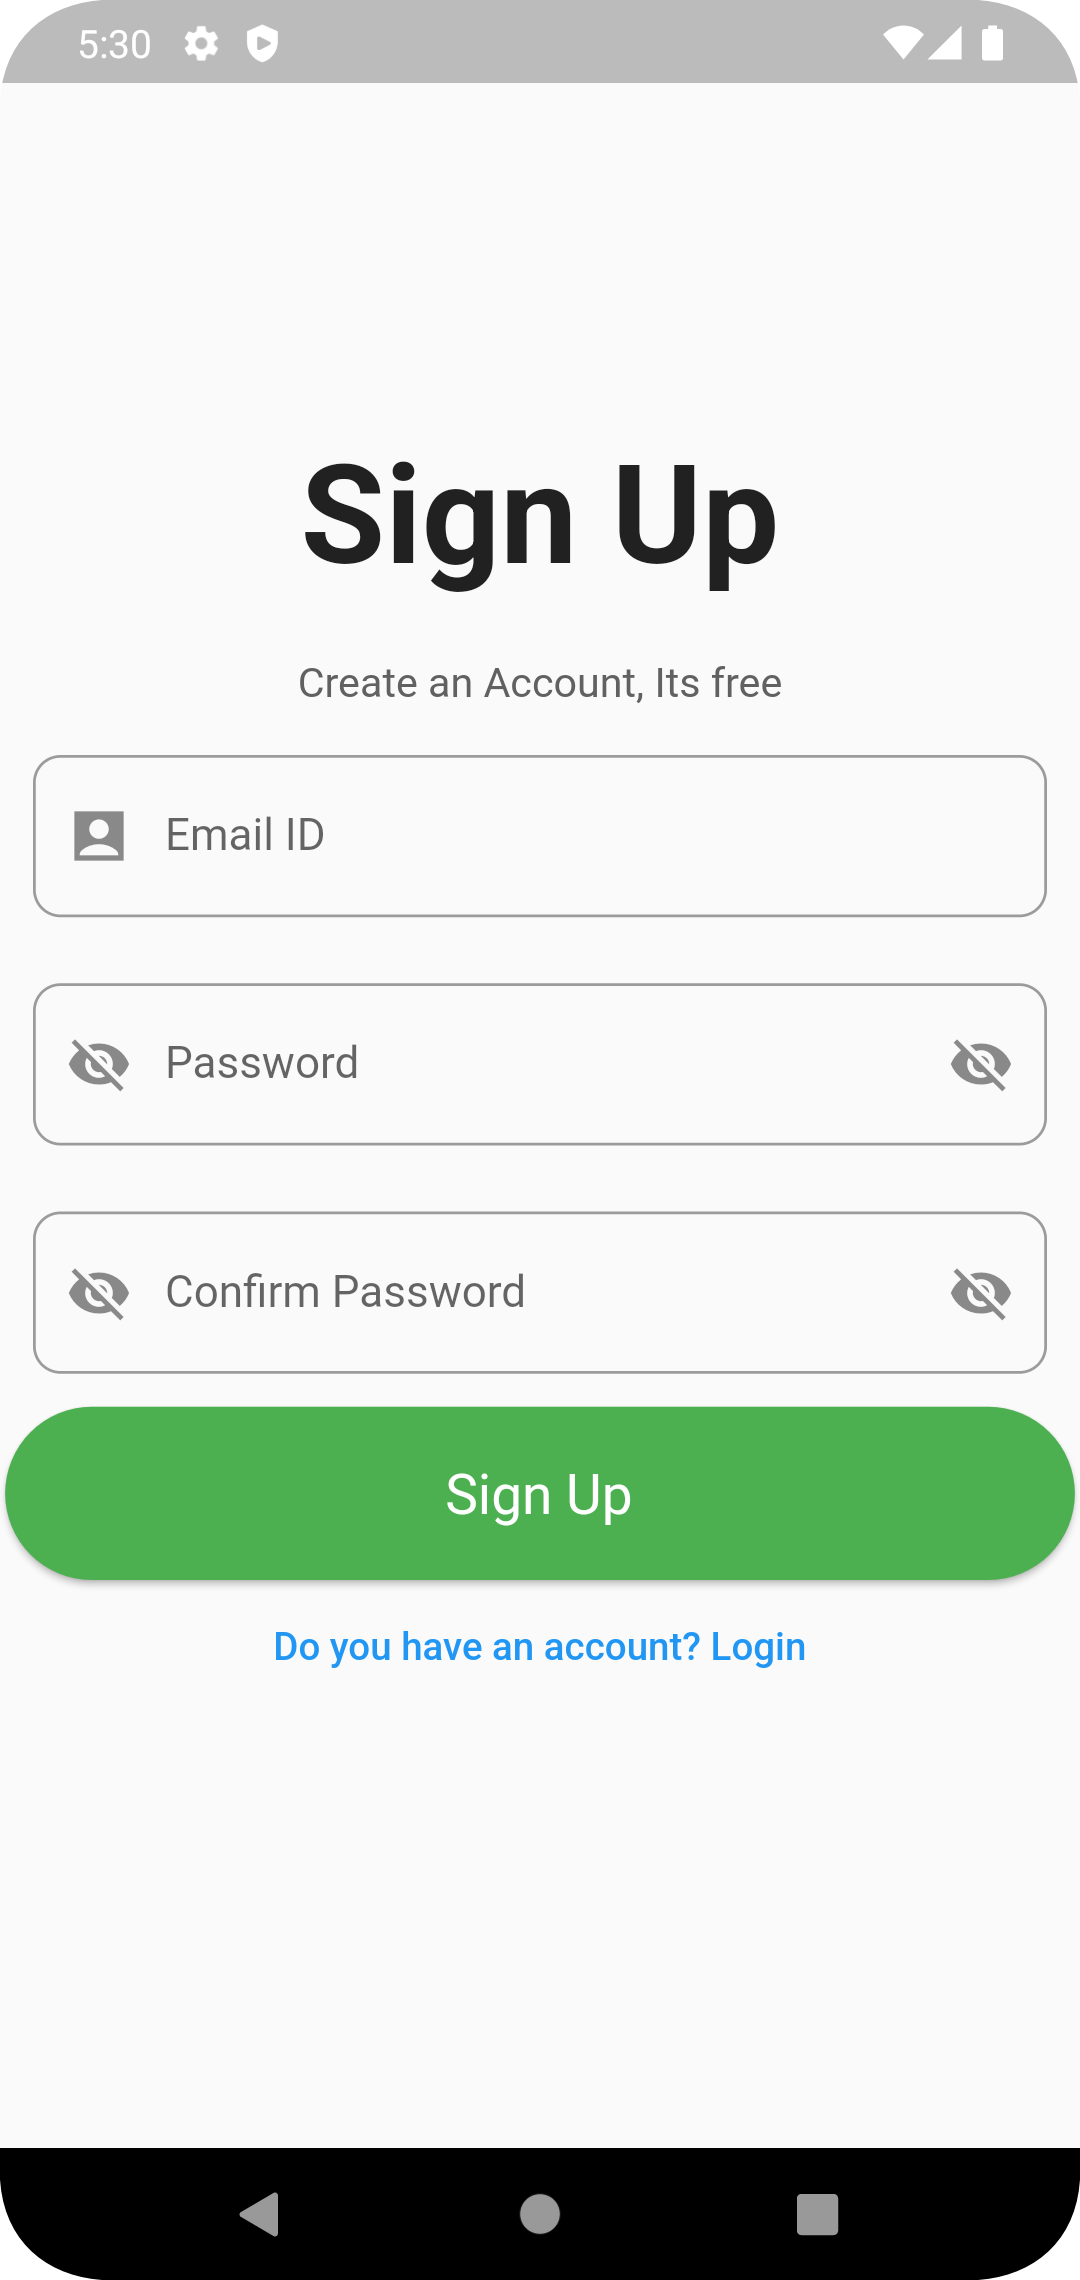 5:30
Sign Up
Create an Account, Its free
Email ID
Password
Confirm Password
Sign Up
Do you have an account? Login